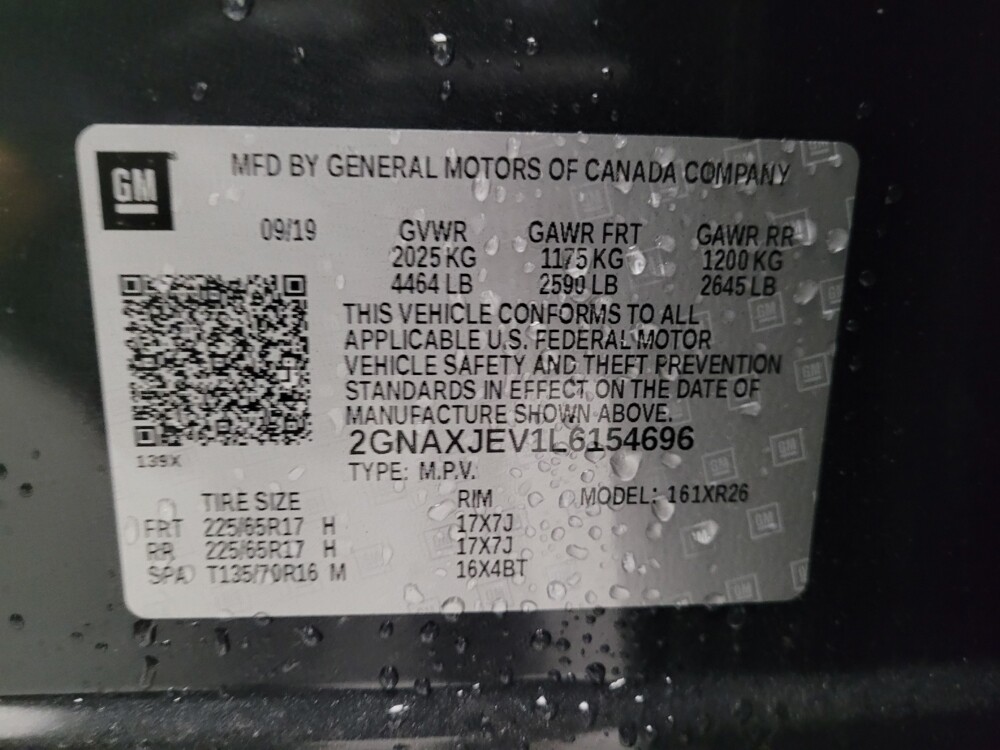 GM
MFD BY GENERAL MOTORS OF CANADA COMPANY
09/19 GVWR GAWR FRT GAWR RR
2025 KG 1175 KG 1200 KG
4464 LB 2590 LB 2645 LB
THIS VEHICLE CONFORMS TO ALL
APPLICABLE U.S. FEDERAL MOTOR
VEHICLE SAFETY AND THEFT PREVENTION
STANDARDS IN EFFECT ON THE DATE OF
MANUFACTURE SHOWN ABOVE.
2GNAXJEV1L6154696
139X
TYPE: M.P.V.
TIRE SIZE RIM MODEL: 161XR26
FRT 225/65R17 H 17X7J
RR 225/65R17 H 17X7J
SPA T135/70R16 M 16X4BT